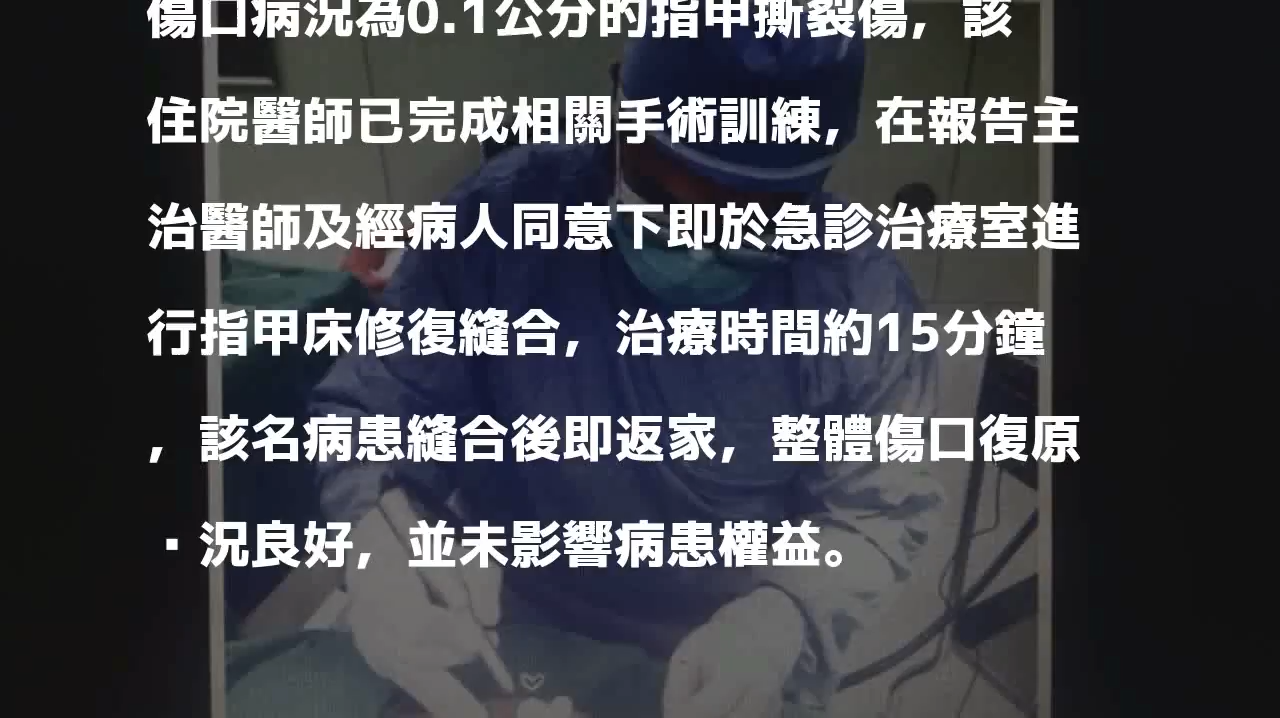 傷口病況為0.1公分的指甲撕裂傷，該
住院醫師已完成相關手術訓練，在報告主
治醫師及經病人同意下即於急診治療室進
行指甲床修復縫合，治療時間約15分鐘
，該名病患縫合後即返家，整體傷口復原
況良好，並未影響病患權益。